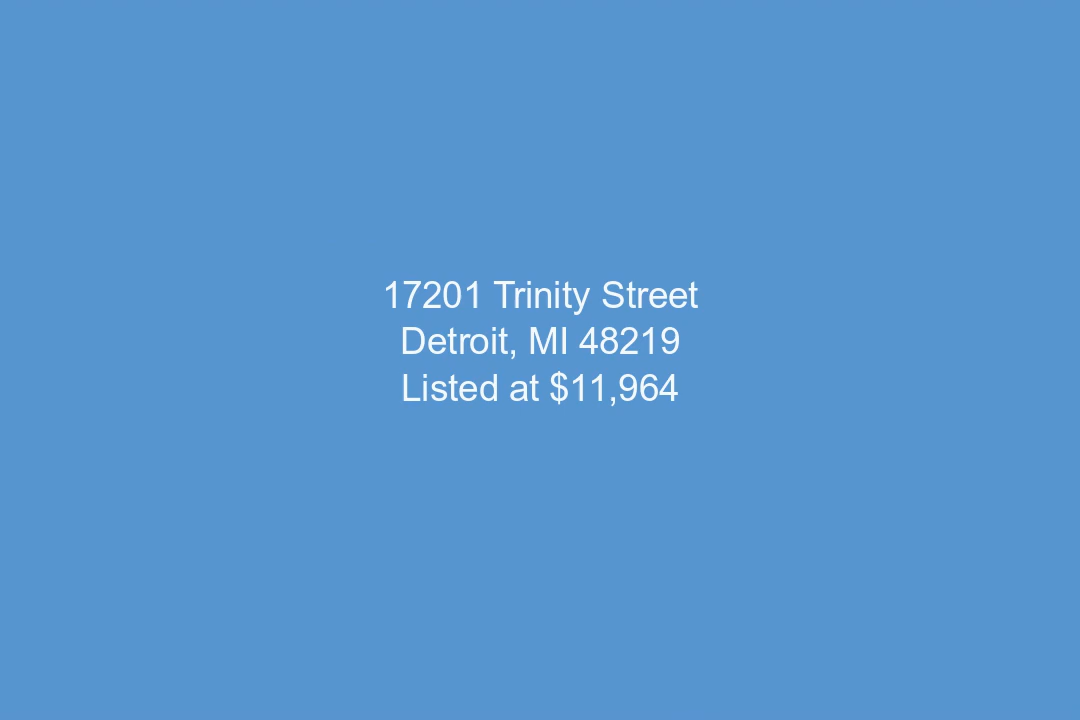 17201 Trinity Street
Detroit, MI 48219
Listed at $11,964